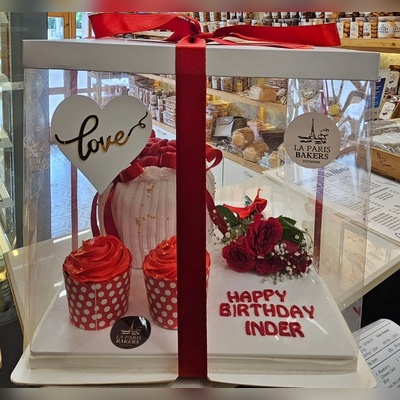 love
LA PARIS
BAKERS
LA PARIS
BAKERS
HAPPY
BIRTHDAY
INDER